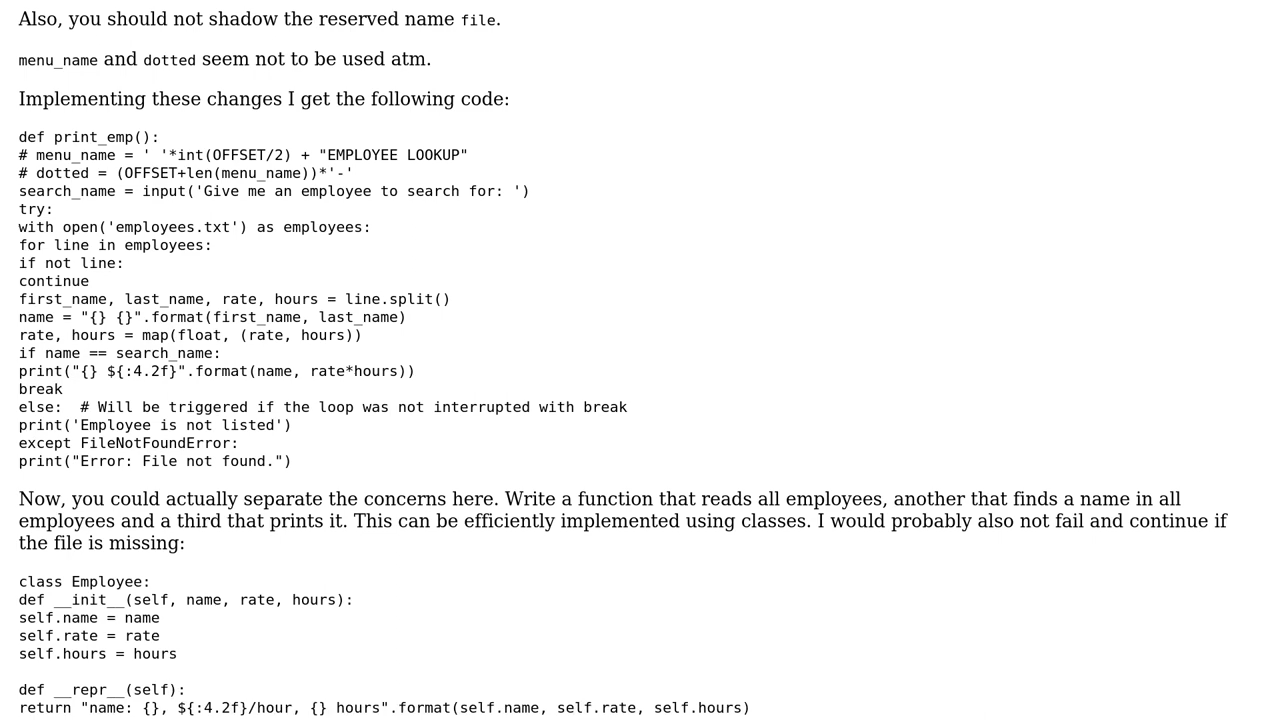 Also, you should not shadow the reserved name file.
menu_name and dotted seem not to be used atm.
Implementing these changes I get the following code:
def print_emp():
# menu_name = ' '*int(OFFSET/2) + "EMPLOYEE LOOKUP"
# dotted = (OFFSET+len(menu_name))*'-'
search_name = input('Give me an employee to search for: ')
try:
with open('employees.txt') as employees:
for line in employees:
if not line:
continue
first_name, last_name, rate, hours = line.split()
name = "{} {}".format(first_name, last_name)
rate, hours = map(float, (rate, hours))
if name == search_name:
print("{} ${:4.2f}".format(name, rate*hours))
break
else:  # Will be triggered if the loop was not interrupted with break
print('Employee is not listed')
except FileNotFoundError:
print("Error: File not found.")
Now, you could actually separate the concerns here. Write a function that reads all employees, another that finds a name in all
employees and a third that prints it. This can be efficiently implemented using classes. I would probably also not fail and continue if
the file is missing:
class Employee:
def __init__(self, name, rate, hours):
self.name = name
self.rate = rate
self.hours = hours
def __repr__(self):
return "name: {}, ${:4.2f}/hour, {} hours".format(self.name, self.rate, self.hours)